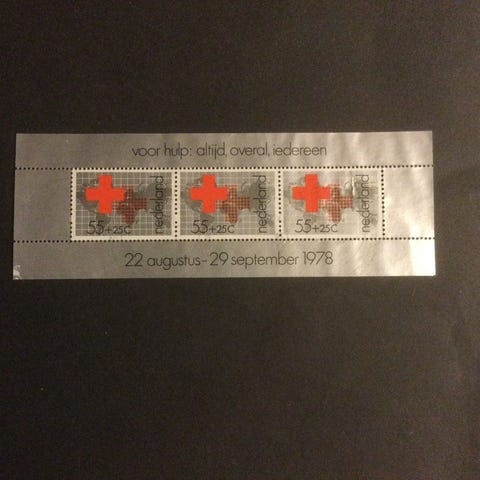 voor hulp: altijd, overal, iedereen
55+25C nederland
55+25C nederland
55+25C nederland
22 augustus-29 september 1978